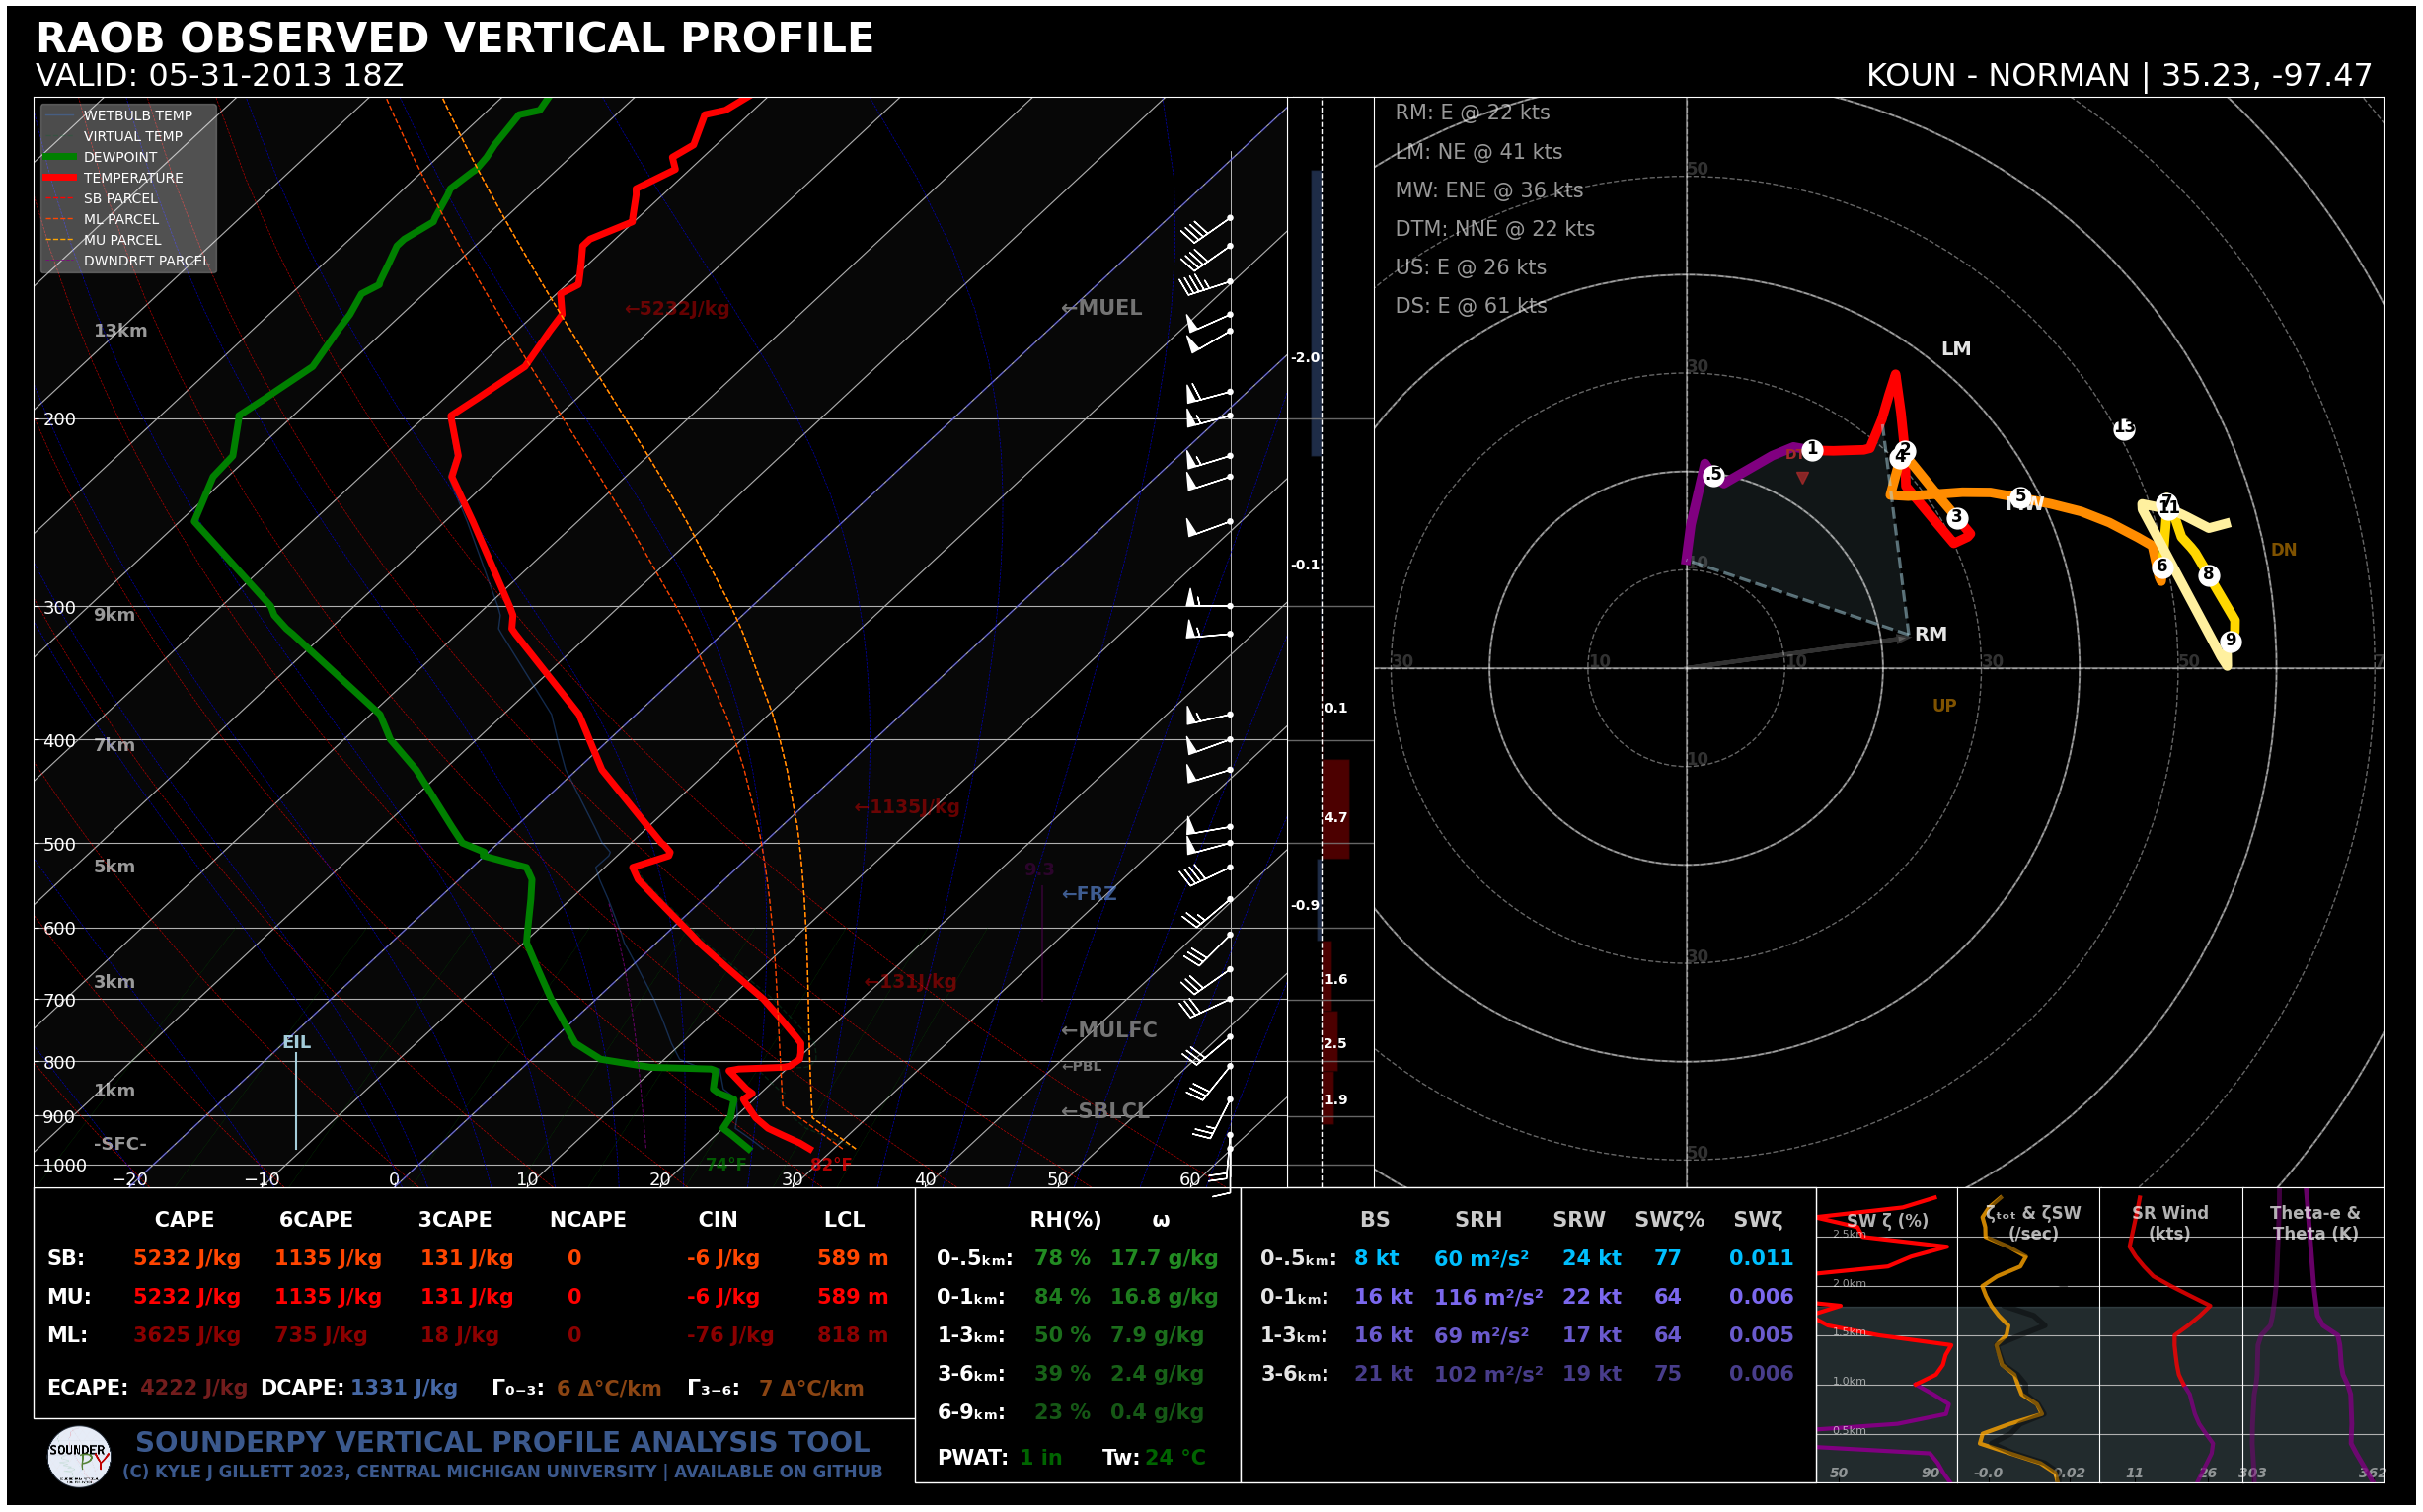 RAOB OBSERVED VERTICAL PROFILE
VALID: 05-31-2013 18Z
KOUN - NORMAN | 35.23, -97.47
WETBULB TEMP
VIRTUAL TEMP
DEWPOINT
TEMPERATURE
SB PARCEL
ML PARCEL
MU PARCEL
DWNDRFT PARCEL
13km
200
300
9km
400
7km
500
5km
600
3km
700
800
1km
900
-SFC-
1000
−20 −10 0 10 20 30 40 50 60
←5232J/kg
←MUEL
←1135J/kg
9.3
←FRZ
←131J/kg
←MULFC
←PBL
←SBLCL
EIL
74°F 82°F
-2.0
-0.1
0.1
4.7
-0.9
1.6
2.5
1.9
RM: E @ 22 kts
LM: NE @ 41 kts
MW: ENE @ 36 kts
DTM: NNE @ 22 kts
US: E @ 26 kts
DS: E @ 61 kts
50
30
10
30 10 10 30 50 7
10
30
50
LM
13
1
2
4
.5
5
MW
3
7
11
DN
6
8
9
RM
UP
CAPE 6CAPE 3CAPE NCAPE CIN LCL
SB: 5232 J/kg 1135 J/kg 131 J/kg 0 -6 J/kg 589 m
MU: 5232 J/kg 1135 J/kg 131 J/kg 0 -6 J/kg 589 m
ML: 3625 J/kg 735 J/kg 18 J/kg 0 -76 J/kg 818 m
ECAPE: 4222 J/kg DCAPE: 1331 J/kg Γ₀₋₃: 6 Δ°C/km Γ₃₋₆: 7 Δ°C/km
RH(%) ω
0-.5ₖₘ: 78 % 17.7 g/kg
0-1ₖₘ: 84 % 16.8 g/kg
1-3ₖₘ: 50 % 7.9 g/kg
3-6ₖₘ: 39 % 2.4 g/kg
6-9ₖₘ: 23 % 0.4 g/kg
PWAT: 1 in Tw: 24 °C
BS SRH SRW SWζ% SWζ
0-.5ₖₘ: 8 kt 60 m²/s² 24 kt 77 0.011
0-1ₖₘ: 16 kt 116 m²/s² 22 kt 64 0.006
1-3ₖₘ: 16 kt 69 m²/s² 17 kt 64 0.005
3-6ₖₘ: 21 kt 102 m²/s² 19 kt 75 0.006
SW ζ (%)
2.5km
2.0km
1.5km
1.0km
0.5km
50 90
ζₜₒₜ & ζSW
(/sec)
-0.0 0.02
SR Wind
(kts)
11 26
Theta-e &
Theta (K)
303 362
SOUNDER
PY
SOUNDERPY VERTICAL PROFILE ANALYSIS TOOL
(C) KYLE J GILLETT 2023, CENTRAL MICHIGAN UNIVERSITY | AVAILABLE ON GITHUB